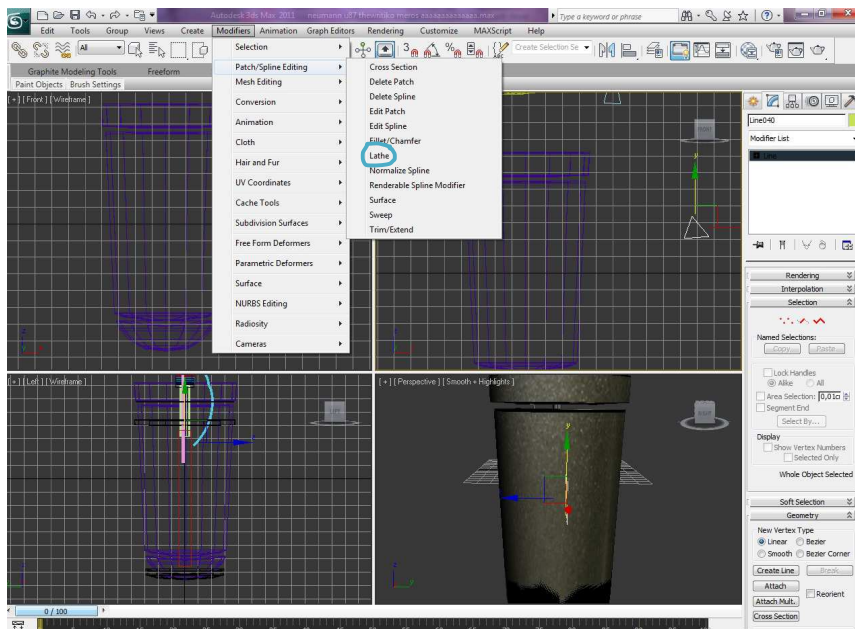 Autodesk 3ds Max 2011
Type a keyword or phrase
Edit Tools Group Views Create Modifiers Animation Graph Editors Rendering Customize MAXScript Help
All
Create Selection Se
Graphite Modeling Tools Freeform
Paint Objects Brush Settings
Selection
Patch/Spline Editing
Mesh Editing
Conversion
Animation
Cloth
Hair and Fur
UV Coordinates
Cache Tools
Subdivision Surfaces
Free Form Deformers
Parametric Deformers
Surface
NURBS Editing
Radiosity
Cameras
Cross Section
Delete Patch
Delete Spline
Edit Patch
Edit Spline
Fillet/Chamfer
Lathe
Normalize Spline
Renderable Spline Modifier
Surface
Sweep
Trim/Extend
[ + ] [ Front ] [ Wireframe ]
[ + ] [ Left ] [ Wireframe ]
[ + ] [ Perspective ] [ Smooth + Highlights ]
Line040
Modifier List
Line
Rendering
Interpolation
Selection
Named Selections:
Copy... Paste...
Lock Handles
Alike All
Area Selection:
Segment End
Select By...
Display
Show Vertex Numbers
Selected Only
Whole Object Selected
Soft Selection
Geometry
New Vertex Type
Linear Bezier
Smooth Bezier Corner
Create Line Break
Attach
Reorient
Attach Mult.
Cross Section
0 / 100